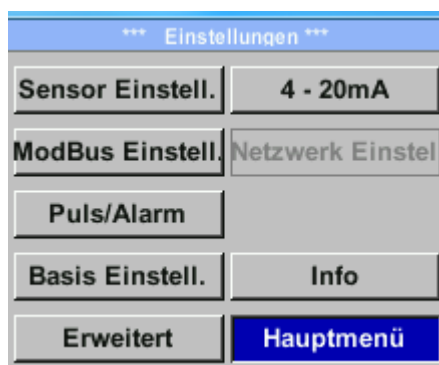 *** Einstellungen ***
Sensor Einstell. 4 - 20mA
ModBus Einstell. Netzwerk Einstel
Puls/Alarm
Basis Einstell. Info
Erweitert Hauptmenü